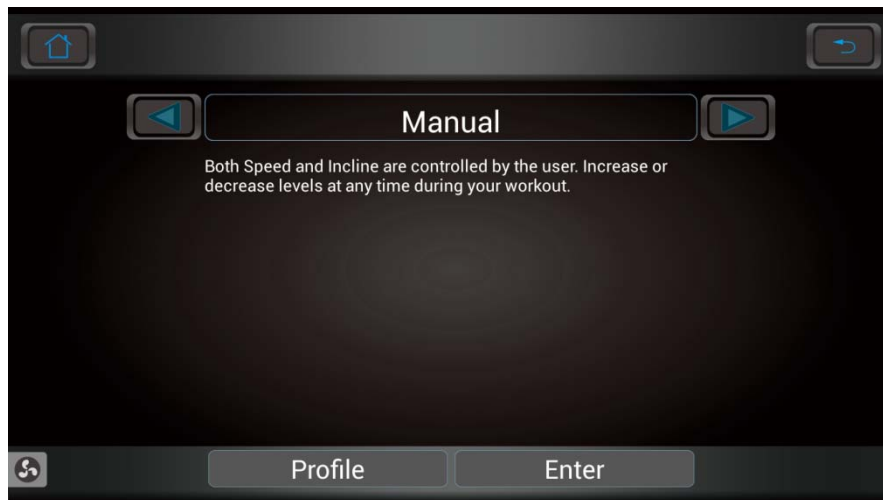 Manual
Both Speed and Incline are controlled by the user. Increase or
decrease levels at any time during your workout.
Profile
Enter